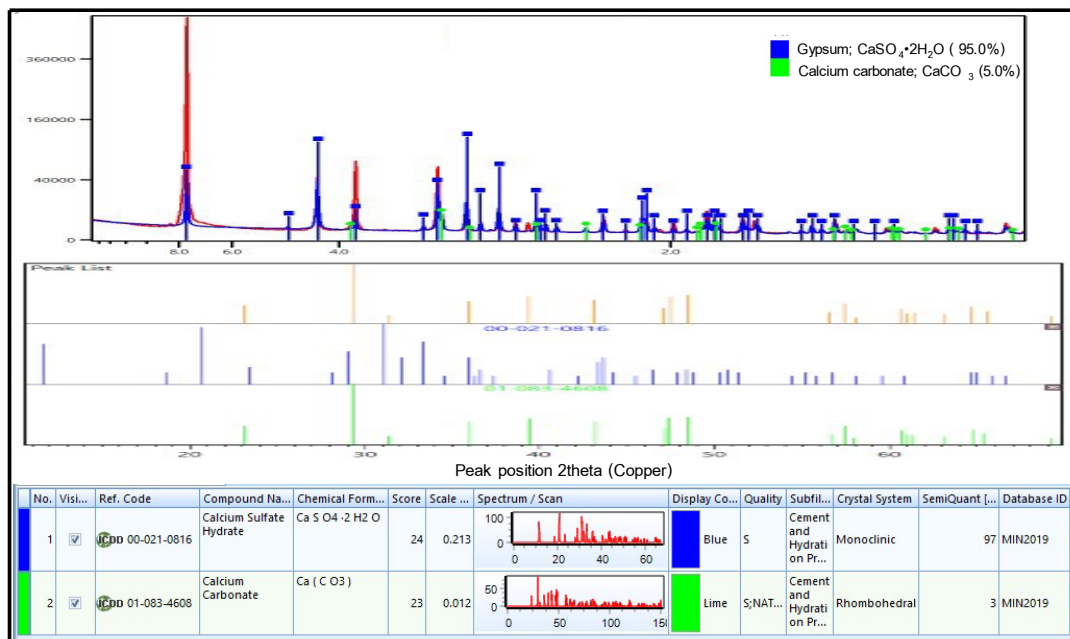 360000
160000
40000
0
Gypsum; CaSO4•2H2O ( 95.0%)
Calcium carbonate; CaCO 3 (5.0%)
8.0 6.0 4.0 2.0
Peak List
00-021-0816
01-083-4608
20 30 40 50 60
Peak position 2theta (Copper)
No. Visi... Ref. Code Compound Na... Chemical Form... Score Scale ... Spectrum / Scan Display Co... Quality Subfil... Crystal System SemiQuant [... Database ID
1 ICDD 00-021-0816 Calcium Sulfate Hydrate Ca S O4 ·2 H2 O 24 0.213 100 50 0 0 20 40 60 Blue S Cement and Hydrati on Pr... Monoclinic 97 MIN2019
2 ICDD 01-083-4608 Calcium Carbonate Ca ( C O3 ) 23 0.012 50 0 0 50 100 150 Lime S;NAT... Cement and Hydrati on Pr... Rhombohedral 3 MIN2019